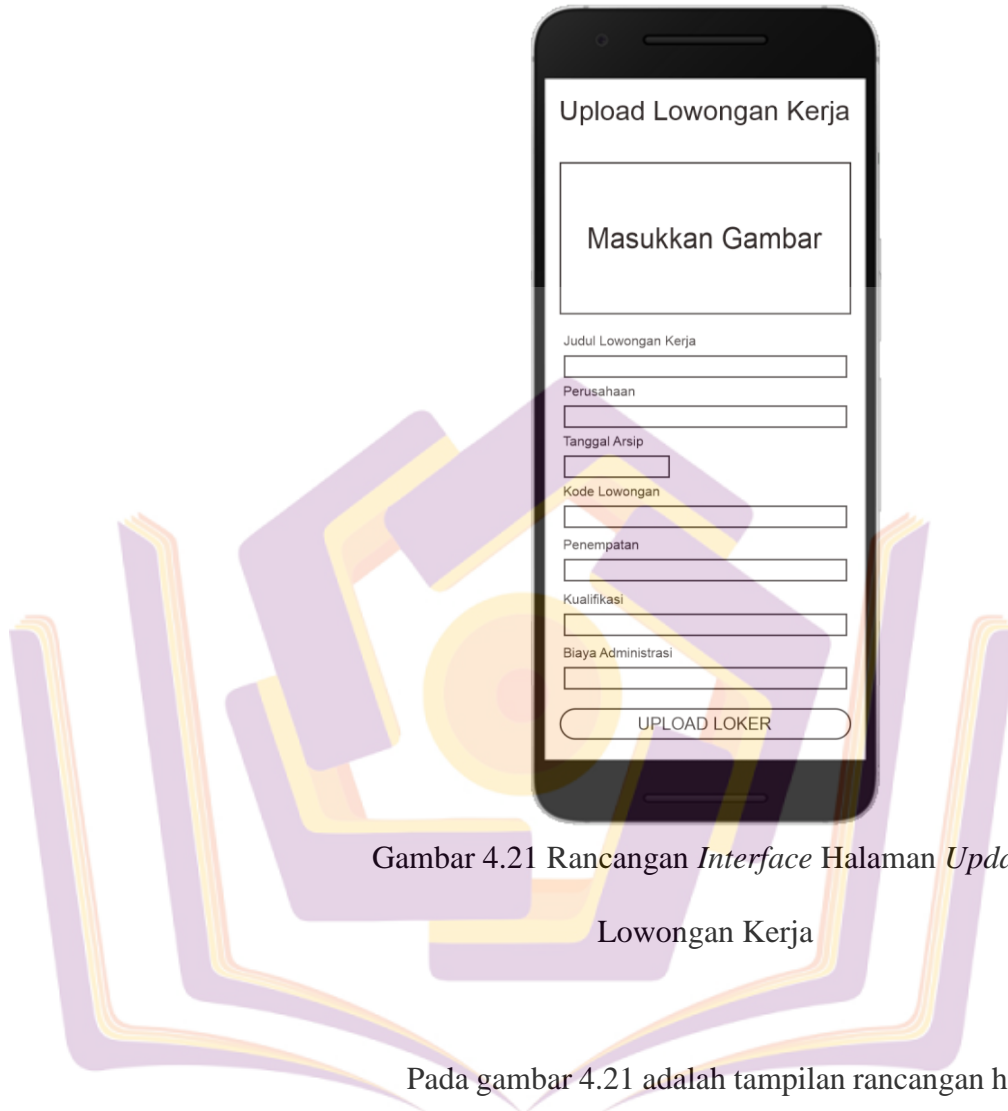 Upload Lowongan Kerja
Masukkan Gambar
Judul Lowongan Kerja
Perusahaan
Tanggal Arsip
Kode Lowongan
Penempatan
Kualifikasi
Biaya Administrasi
UPLOAD LOKER
Gambar 4.21 Rancangan Interface Halaman
Lowongan Kerja
Pada gambar 4.21 adalah tampilan rancangan